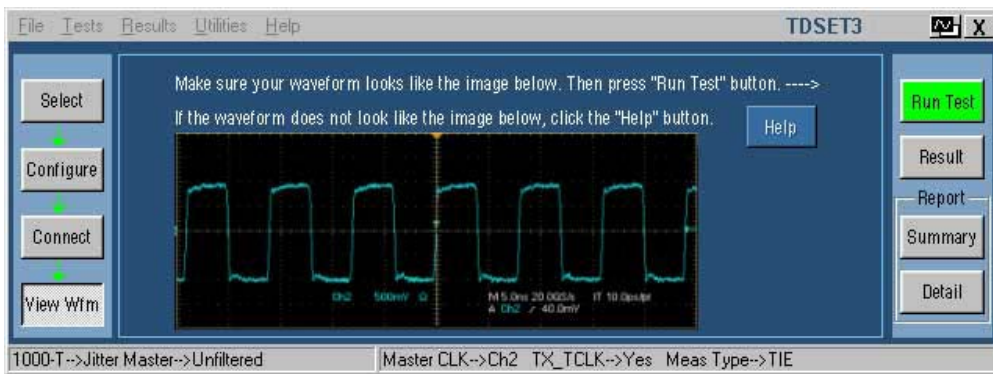 File Tests Results Utilities Help TDSET3 X
Make sure your waveform looks like the image below. Then press "Run Test" button. ---->
If the waveform does not look like the image below, click the "Help" button.
Help
Select
Configure
Connect
View Wfm
Run Test
Result
Report
Summary
Detail
Ch2 500mV Ω M 5.0ns 20.0GS/s IT 10.0ps/pt
A Ch2 / 40.0mV
1000-T-->Jitter Master-->Unfiltered Master CLK-->Ch2 TX_TCLK-->Yes Meas Type-->TIE